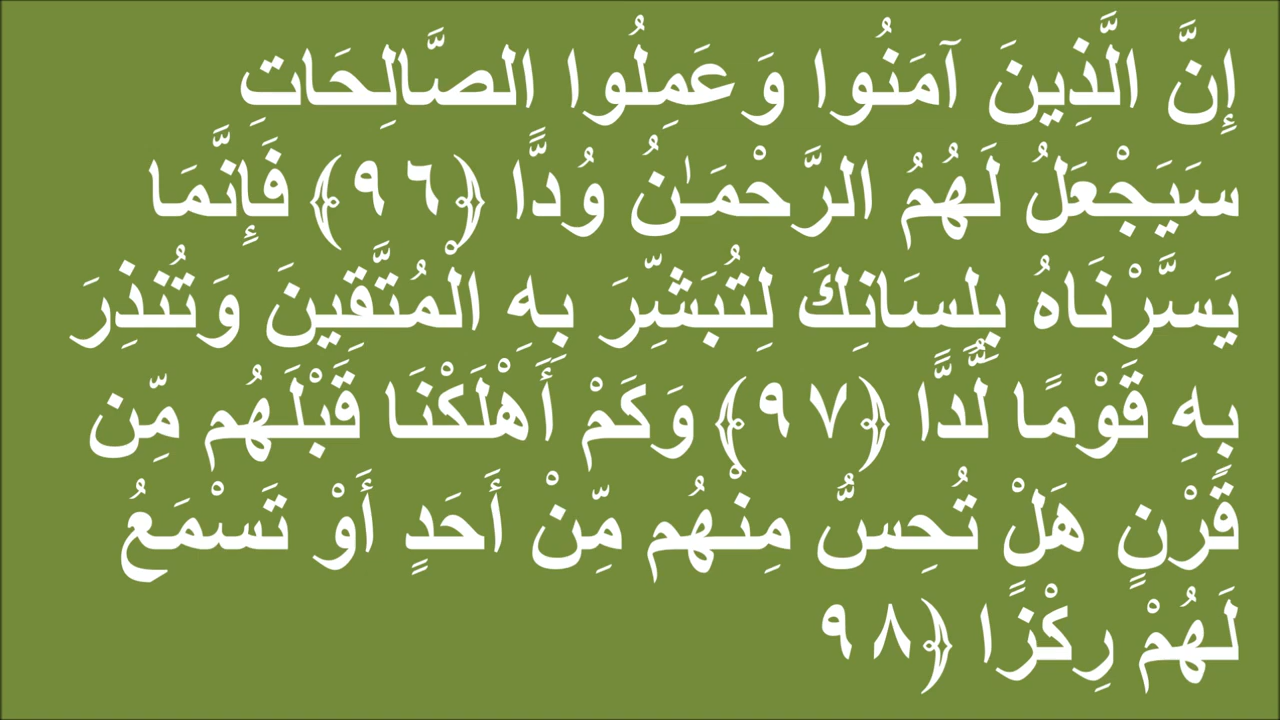 إِنَّ الَّذِينَ آمَنُوا وَعَمِلُوا الصَّالِحَاتِ
سَيَجْعَلُ لَهُمُ الرَّحْمَـٰنُ وُدًّا ﴿٩٦﴾ فَإِنَّمَا
يَسَّرْنَاهُ بِلِسَانِكَ لِتُبَشِّرَ بِهِ الْمُتَّقِينَ وَتُنذِرَ
بِهِ قَوْمًا لُّدًّا ﴿٩٧﴾ وَكَمْ أَهْلَكْنَا قَبْلَهُم مِّن
قَرْنٍ هَلْ تُحِسُّ مِنْهُم مِّنْ أَحَدٍ أَوْ تَسْمَعُ
لَهُمْ رِكْزًا ﴿٩٨